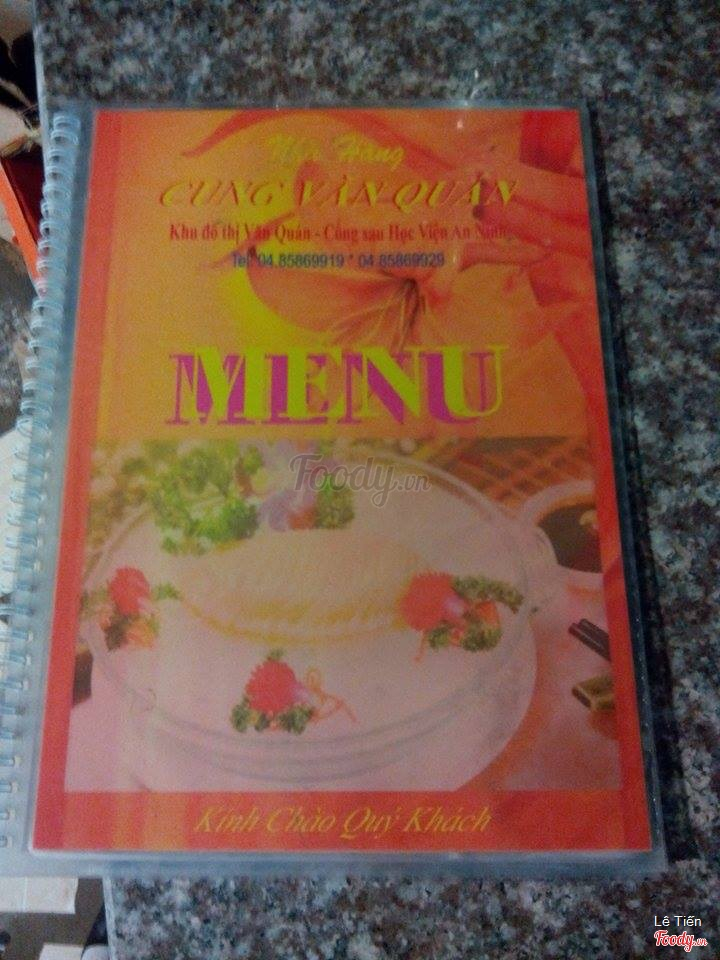 Nhà Hàng
CUNG VĂN QUÁN
Khu đô thị Văn Quán - Cổng sau Học Viện An Ninh
Tel: 04.85869919 * 04 85869929
MENU
Foody.vn
Kính Chào Quý Khách
Lê Tiến
Foody.vn